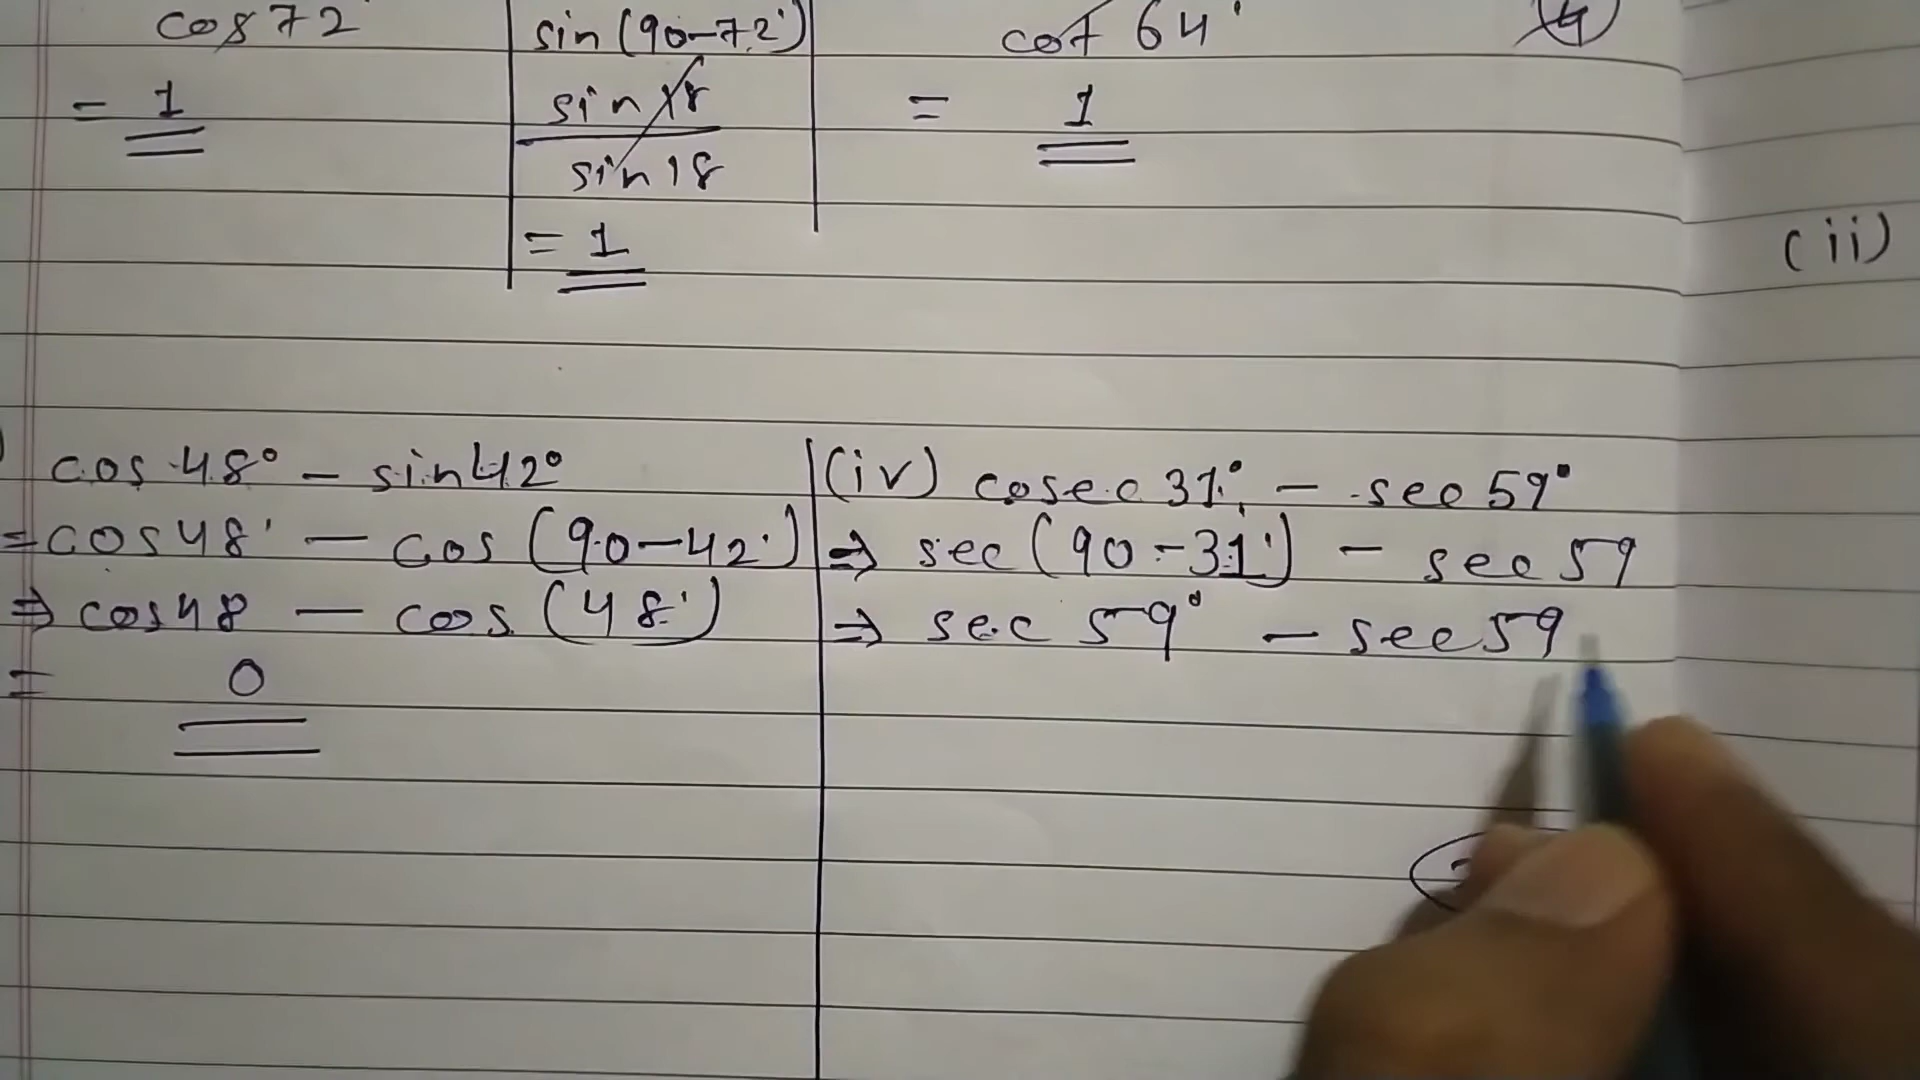 cos 72
= 1
sin (90-72°)
sin 18
sin 18
= 1
cot 64°
= 1
4
(ii)
cos 48° - sin 42°
= cos 48° - cos (90-42°)
⇒ cos 48 - cos (48°)
= 0
(iv) cosec 31° - sec 59°
⇒ sec (90-31°) - sec 59
⇒ sec 59° - sec 59